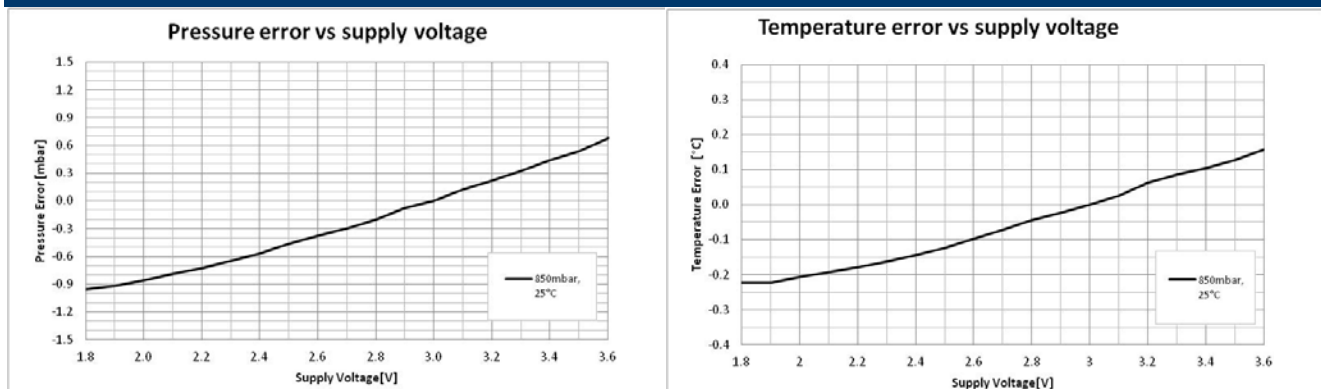 Pressure error vs supply voltage
1.5
1.2
0.9
0.6
0.3
0.0
-0.3
-0.6
-0.9
-1.2
-1.5
Pressure Error [mbar]
850mbar,
25°C
1.8 2.0 2.2 2.4 2.6 2.8 3.0 3.2 3.4 3.6
Supply Voltage[V]
Temperature error vs supply voltage
0.4
0.3
0.2
0.1
0.0
-0.1
-0.2
-0.3
-0.4
Temperature Error [°C]
850mbar,
25°C
1.8 2 2.2 2.4 2.6 2.8 3 3.2 3.4 3.6
Supply Voltage[V]